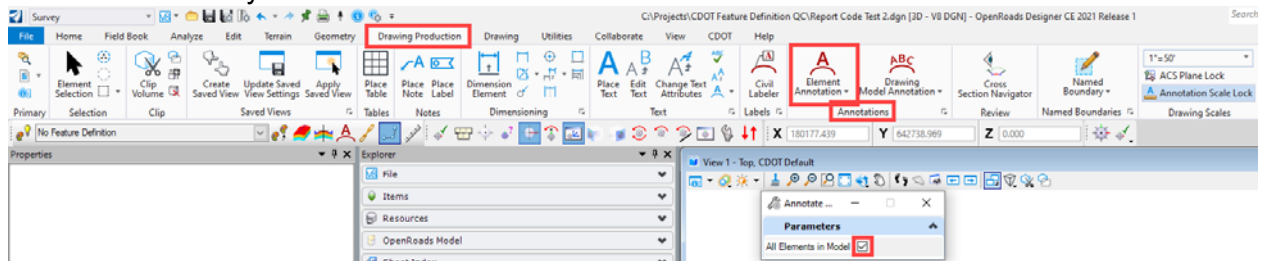 Survey
C:\Projects\CDOT Feature Definition QC\Report Code Test 2.dgn [3D - V8 DGN] - OpenRoads Designer CE 2021 Release 1
Search
File Home Field Book Analyze Edit Terrain Geometry Drawing Production Drawing Utilities Collaborate View CDOT Help
Element Selection
Clip Volume
Create Saved View
Update Saved View Settings
Apply Saved View
Place Table
Place Note
Place Label
Dimension Element
Place Text
Edit Text
Change Text Attributes
Civil Labeler
Element Annotation
Drawing Model Annotation
Cross Section Navigator
Named Boundary
1"=50'
ACS Plane Lock
Annotation Scale Lock
Primary Selection Clip Saved Views Tables Notes Dimensioning Text Labels Annotations Review Named Boundaries Drawing Scales
No Feature Definition
X 180177.439 Y 642738.969 Z 0.000
Properties
Explorer
File
Items
Resources
OpenRoads Model
Sheet Index
View 1 - Top, CDOT Default
Annotate ...
Parameters
All Elements in Model